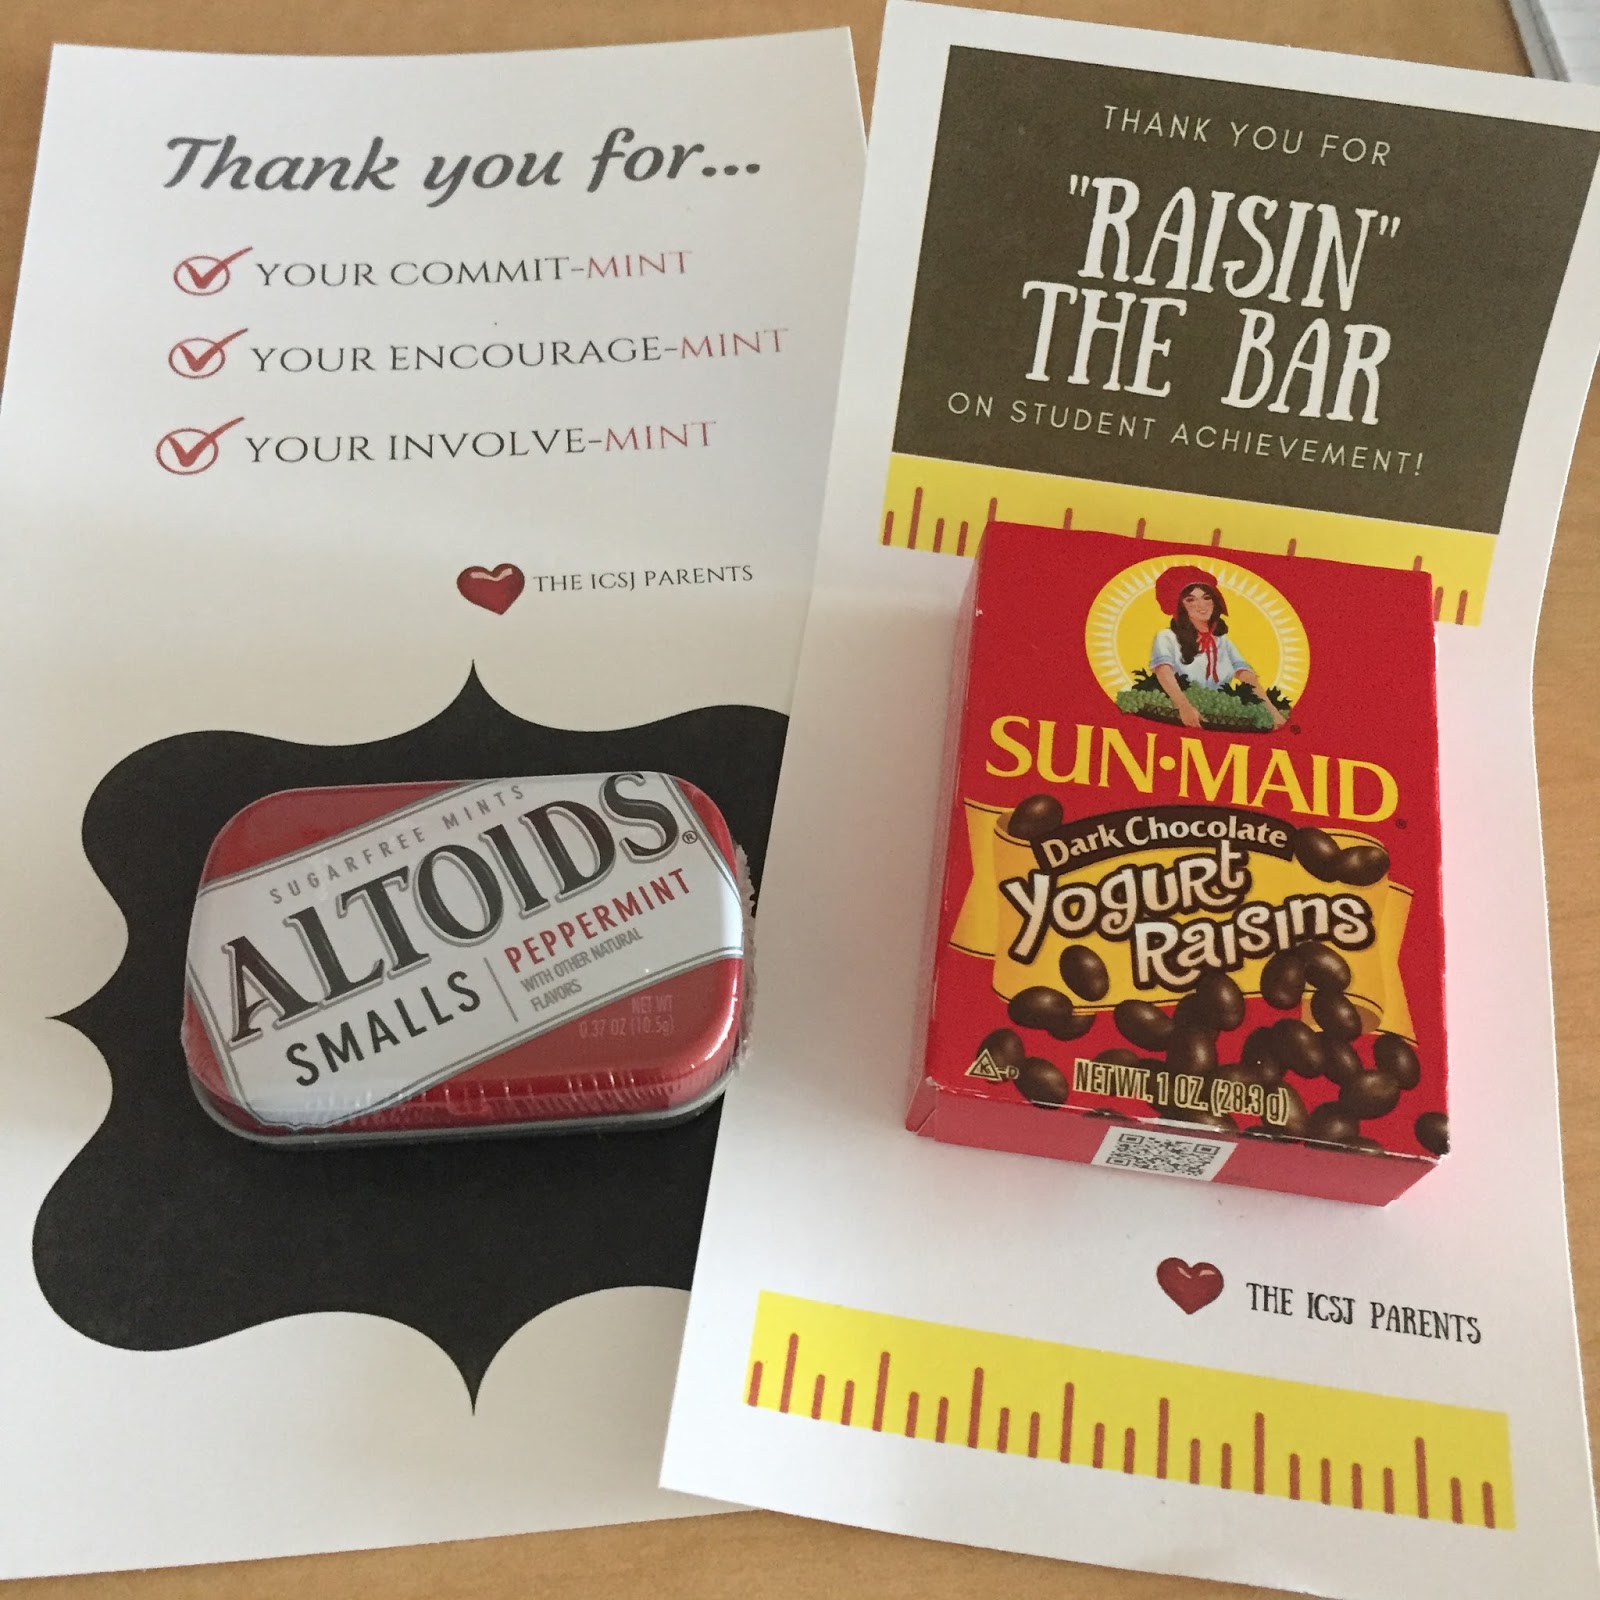 Thank you for...
YOUR COMMIT-MINT
YOUR ENCOURAGE-MINT
YOUR INVOLVE-MINT
THE ICSJ PARENTS
SUGARFREE MINTS
ALTOIDS®
SMALLS
PEPPERMINT
WITH OTHER NATURAL
FLAVORS
NET WT
0.37 OZ (10.5g)
THANK YOU FOR
"RAISIN"
THE BAR
ON STUDENT ACHIEVEMENT!
SUN•MAID®
Dark Chocolate
Yogurt
Raisins
K-D
NET WT. 1 OZ. (28.3 g)
THE ICSJ PARENTS